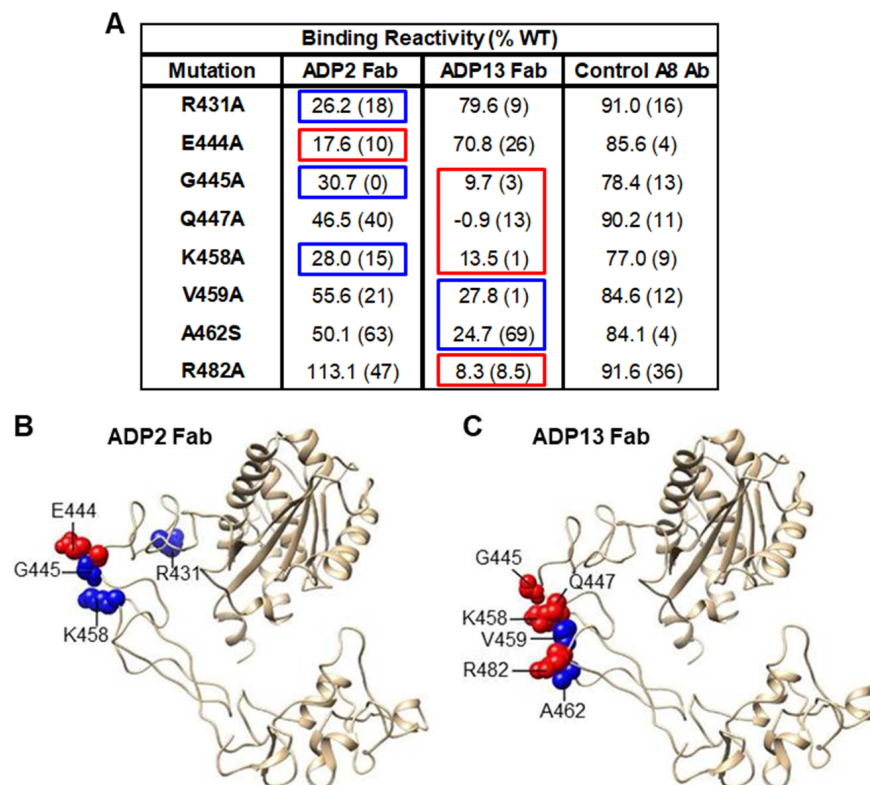 A
Binding Reactivity (% WT)
Mutation ADP2 Fab ADP13 Fab Control A8 Ab
R431A 26.2 (18) 79.6 (9) 91.0 (16)
E444A 17.6 (10) 70.8 (26) 85.6 (4)
G445A 30.7 (0) 9.7 (3) 78.4 (13)
Q447A 46.5 (40) -0.9 (13) 90.2 (11)
K458A 28.0 (15) 13.5 (1) 77.0 (9)
V459A 55.6 (21) 27.8 (1) 84.6 (12)
A462S 50.1 (63) 24.7 (69) 84.1 (4)
R482A 113.1 (47) 8.3 (8.5) 91.6 (36)
B
ADP2 Fab
E444
G445
R431
K458
C
ADP13 Fab
G445
Q447
K458
V459
R482
A462